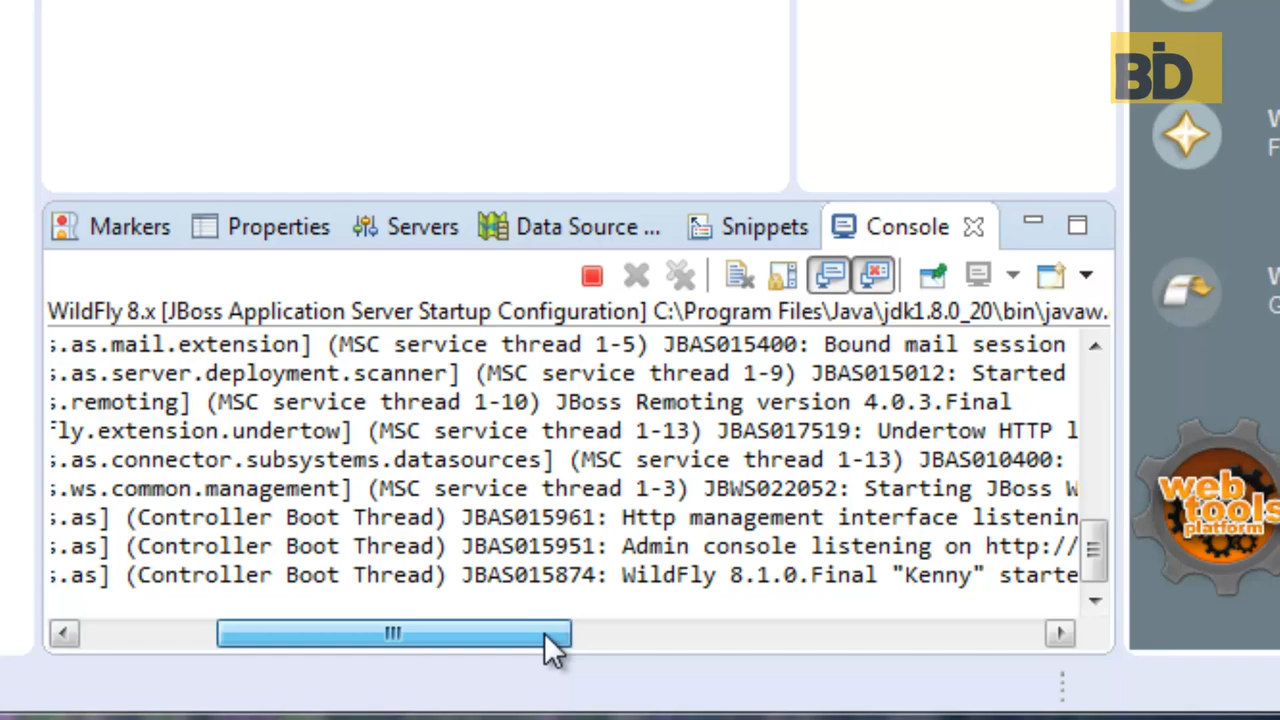 BD
W
F
Markers Properties Servers Data Source ... Snippets Console
W
G
WildFly 8.x [JBoss Application Server Startup Configuration] C:\Program Files\Java\jdk1.8.0_20\bin\javaw.
s.as.mail.extension] (MSC service thread 1-5) JBAS015400: Bound mail session
s.as.server.deployment.scanner] (MSC service thread 1-9) JBAS015012: Started
s.remoting] (MSC service thread 1-10) JBoss Remoting version 4.0.3.Final
fly.extension.undertow] (MSC service thread 1-13) JBAS017519: Undertow HTTP l
s.as.connector.subsystems.datasources] (MSC service thread 1-13) JBAS010400:
s.ws.common.management] (MSC service thread 1-3) JBWS022052: Starting JBoss W
s.as] (Controller Boot Thread) JBAS015961: Http management interface listenin
s.as] (Controller Boot Thread) JBAS015951: Admin console listening on http://
s.as] (Controller Boot Thread) JBAS015874: WildFly 8.1.0.Final "Kenny" starte
web
tools
platform